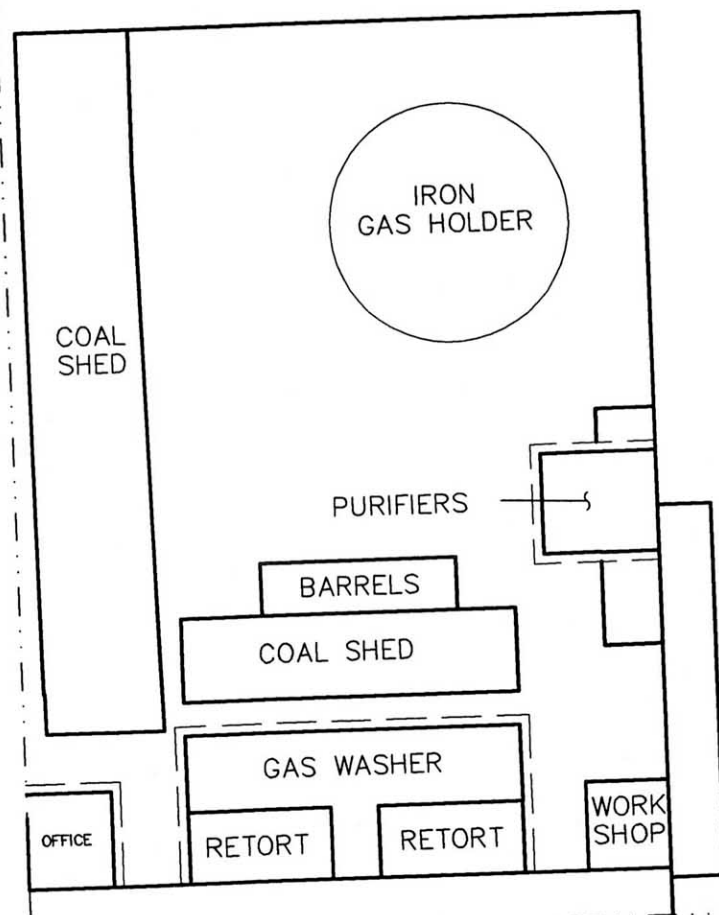 IRON
GAS HOLDER
COAL
SHED
PURIFIERS
BARRELS
COAL SHED
GAS WASHER
OFFICE
RETORT
RETORT
WORK
SHOP